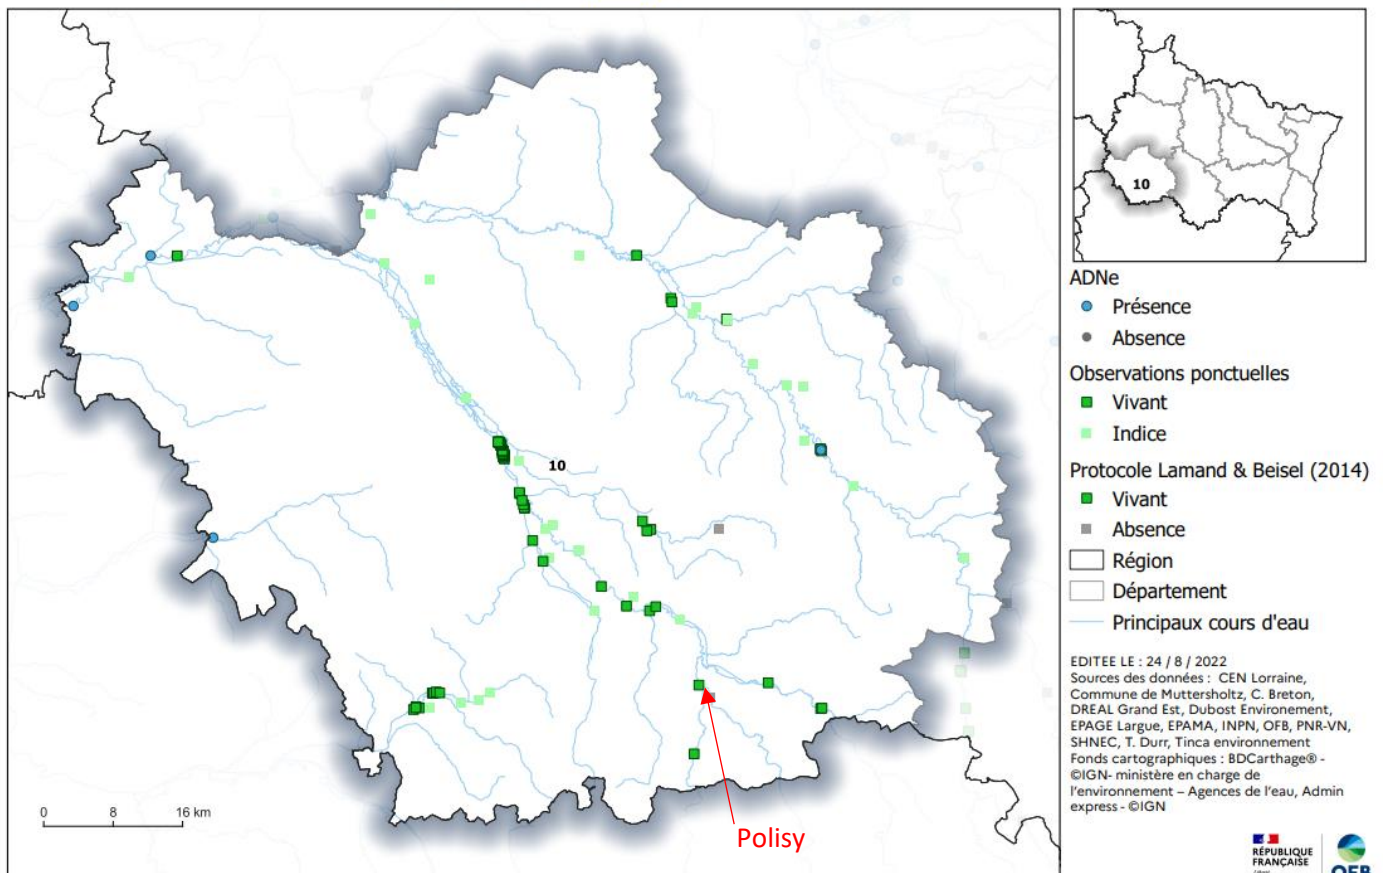 10
10
ADNe
Présence
Absence
Observations ponctuelles
Vivant
Indice
Protocole Lamand & Beisel (2014)
Vivant
Absence
Région
Département
Principaux cours d'eau
EDITEE LE : 24 / 8 / 2022
Sources des données : CEN Lorraine,
Commune de Muttersholtz, C. Breton,
DREAL Grand Est, Dubost Environement,
EPAGE Largue, EPAMA, INPN, OFB, PNR-VN,
SHNEC, T. Durr, Tinca environnement
Fonds cartographiques : BDCarthage® -
©IGN- ministère en charge de
l'environnement – Agences de l'eau, Admin
express - ©IGN
0 8 16 km
Polisy
RÉPUBLIQUE
FRANÇAISE
OFB